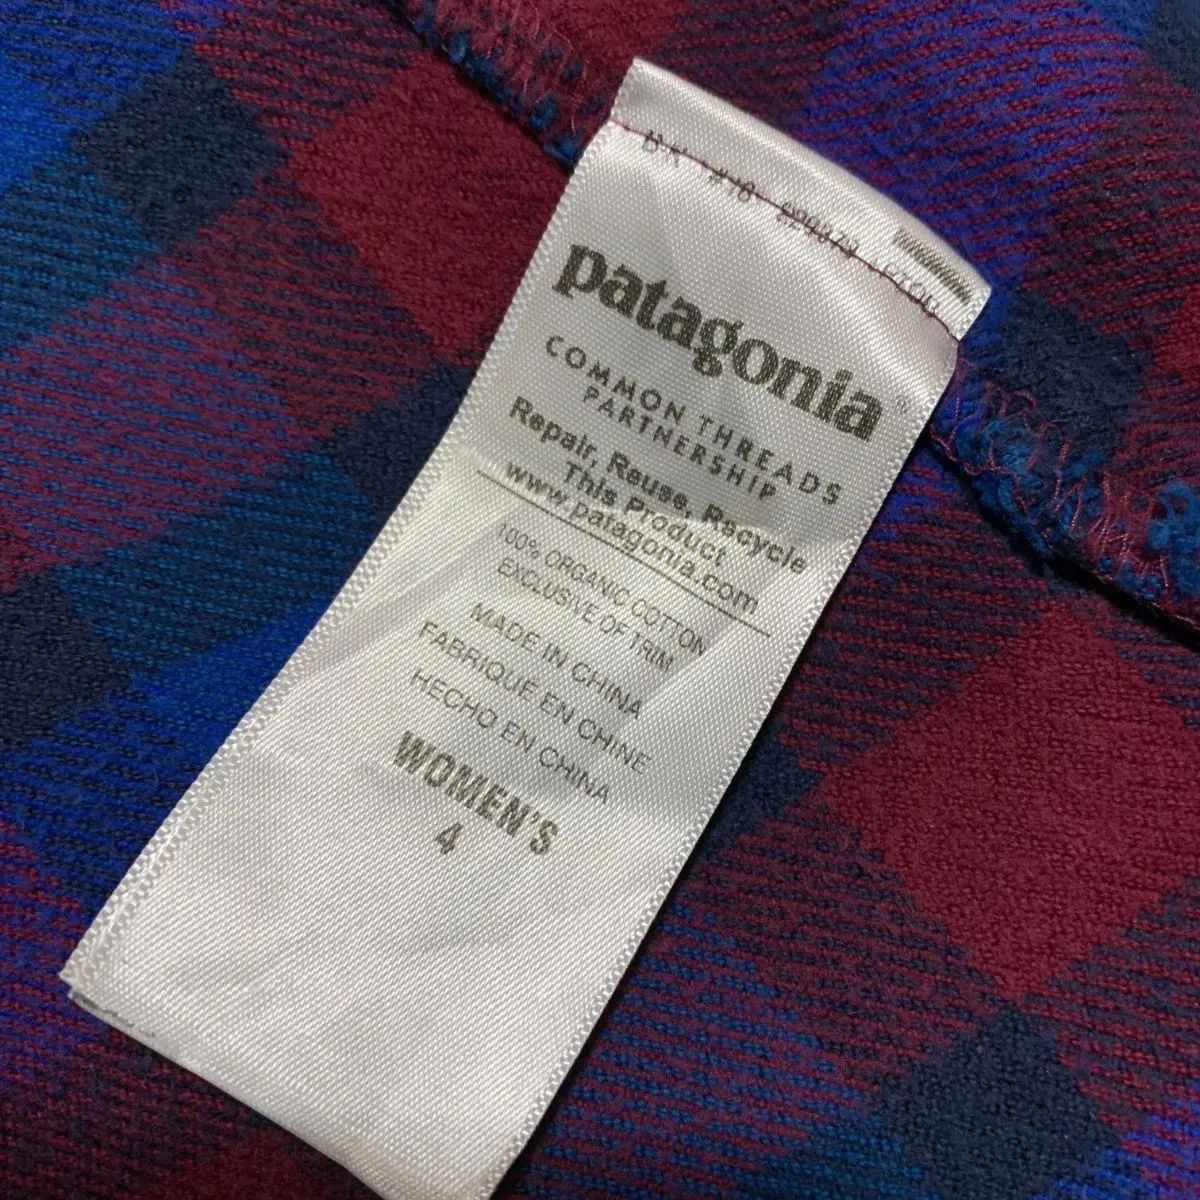 patagonia®
COMMON THREADS
PARTNERSHIP
Repair, Reuse, Recycle
This Product
www.patagonia.com
100% ORGANIC COTTON
EXCLUSIVE OF TRIM
MADE IN CHINA
FABRIQUE EN CHINE
HECHO EN CHINA
WOMEN'S
4